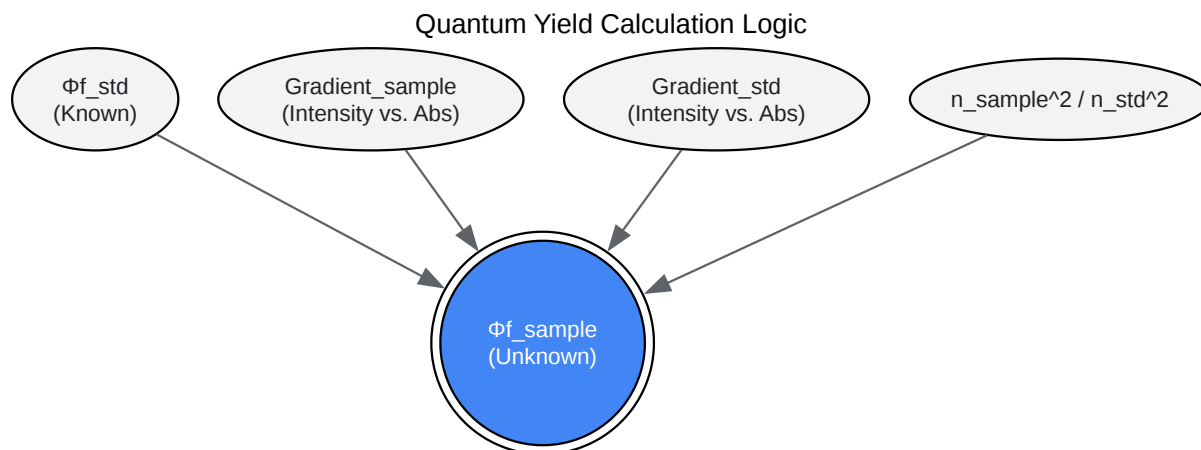 Quantum Yield Calculation Logic
Φf_std
(Known)
Gradient_sample
(Intensity vs. Abs)
Gradient_std
(Intensity vs. Abs)
n_sample^2 / n_std^2
Φf_sample
(Unknown)